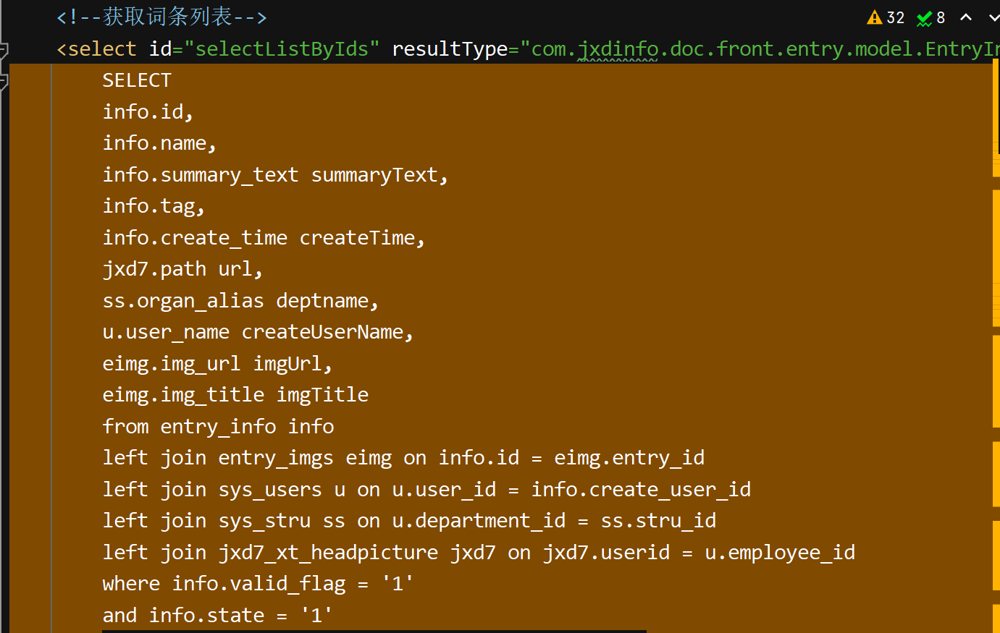 <!--获取词条列表-->
32 8
<select id="selectListByIds" resultType="com.jxdinfo.doc.front.entry.model.EntryIn
SELECT
info.id,
info.name,
info.summary_text summaryText,
info.tag,
info.create_time createTime,
jxd7.path url,
ss.organ_alias deptname,
u.user_name createUserName,
eimg.img_url imgUrl,
eimg.img_title imgTitle
from entry_info info
left join entry_imgs eimg on info.id = eimg.entry_id
left join sys_users u on u.user_id = info.create_user_id
left join sys_stru ss on u.department_id = ss.stru_id
left join jxd7_xt_headpicture jxd7 on jxd7.userid = u.employee_id
where info.valid_flag = '1'
and info.state = '1'